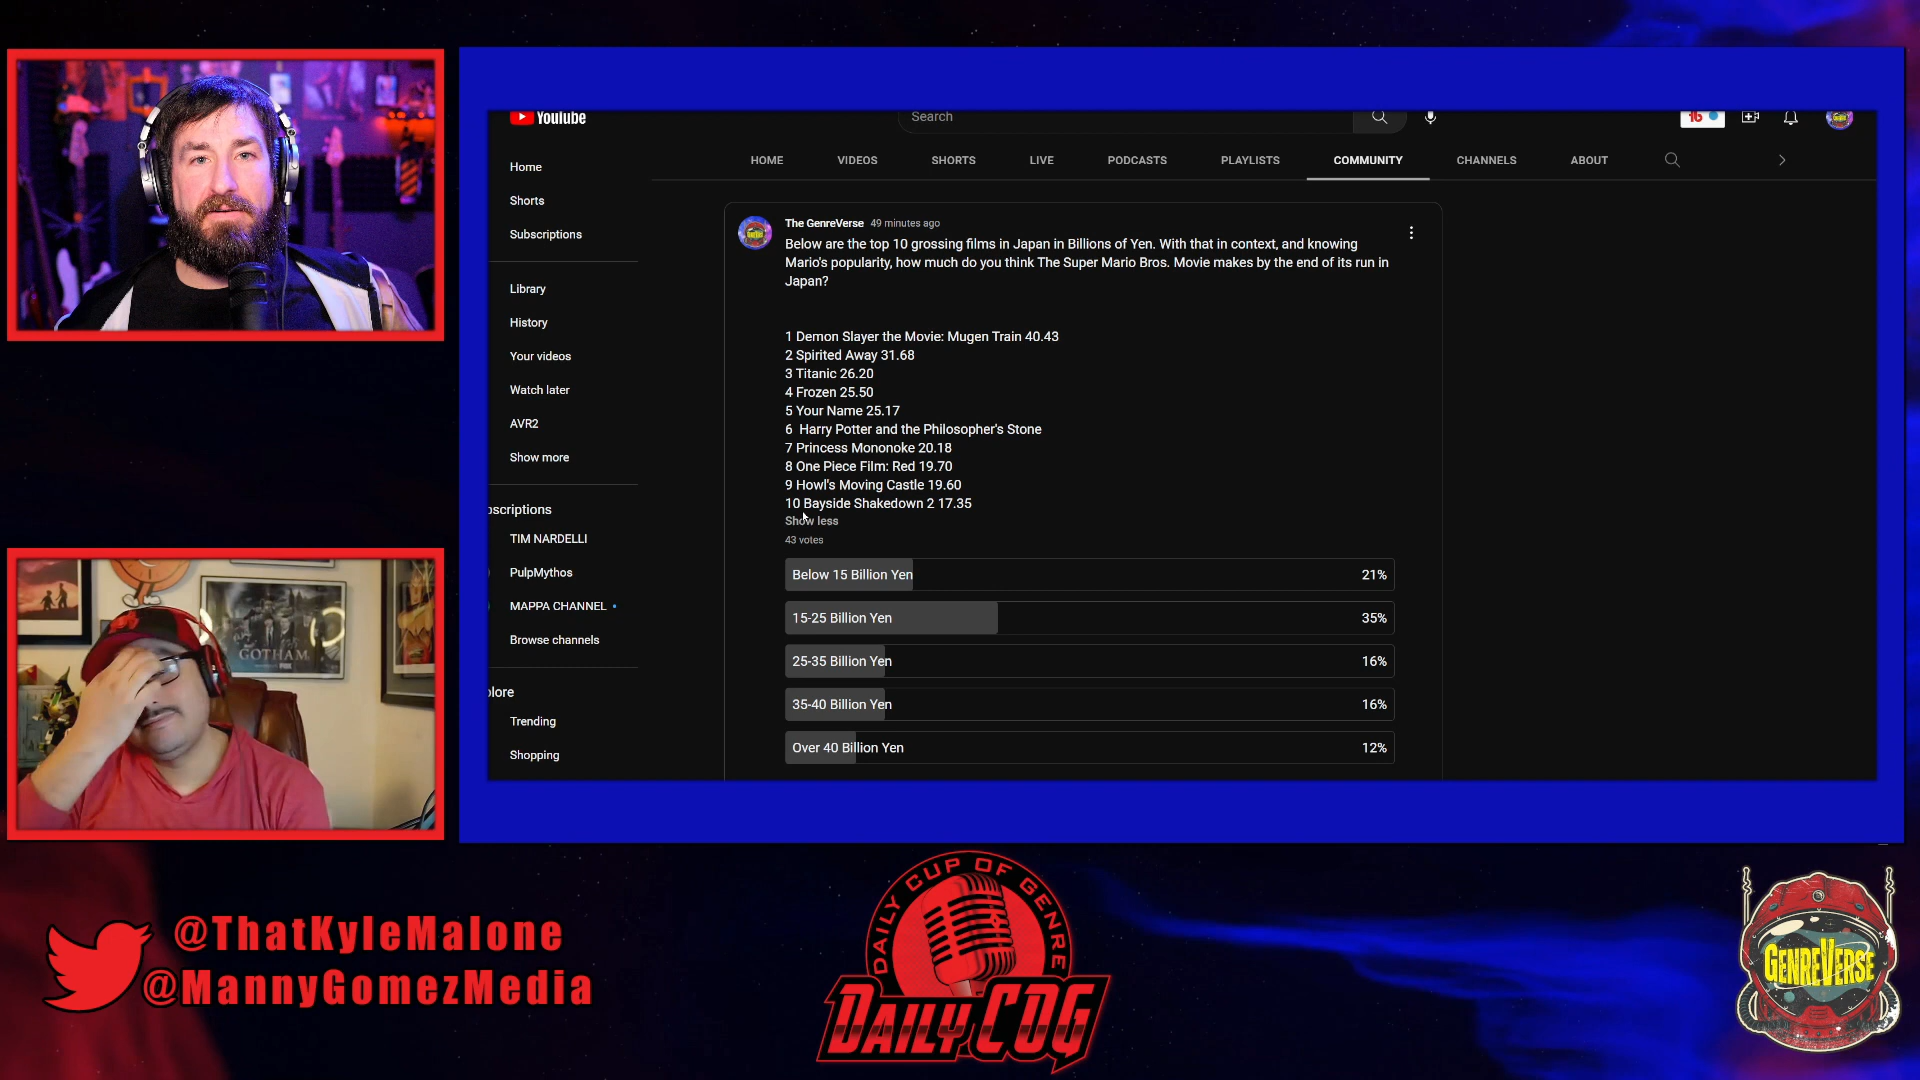 YouTube
Search
HOME
VIDEOS
SHORTS
LIVE
PODCASTS
PLAYLISTS
COMMUNITY
CHANNELS
ABOUT
Home
Shorts
Subscriptions
Library
History
Your videos
Watch later
AVR2
Show more
oscriptions
TIM NARDELLI
PulpMythos
MAPPA CHANNEL
Browse channels
olore
Trending
Shopping
The GenreVerse 49 minutes ago
Below are the top 10 grossing films in Japan in Billions of Yen. With that in context, and knowing
Mario's popularity, how much do you think The Super Mario Bros. Movie makes by the end of its run in
Japan?
1 Demon Slayer the Movie: Mugen Train 40.43
2 Spirited Away 31.68
3 Titanic 26.20
4 Frozen 25.50
5 Your Name 25.17
6 Harry Potter and the Philosopher's Stone
7 Princess Mononoke 20.18
8 One Piece Film: Red 19.70
9 Howl's Moving Castle 19.60
10 Bayside Shakedown 2 17.35
Show less
43 votes
Below 15 Billion Yen 21%
15-25 Billion Yen 35%
25-35 Billion Yen 16%
35-40 Billion Yen 16%
Over 40 Billion Yen 12%
GOTHAM
FOX
@ThatKyleMalone
@MannyGomezMedia
DAILY CUP OF GENRE
DAILY COG
GENREVERSE